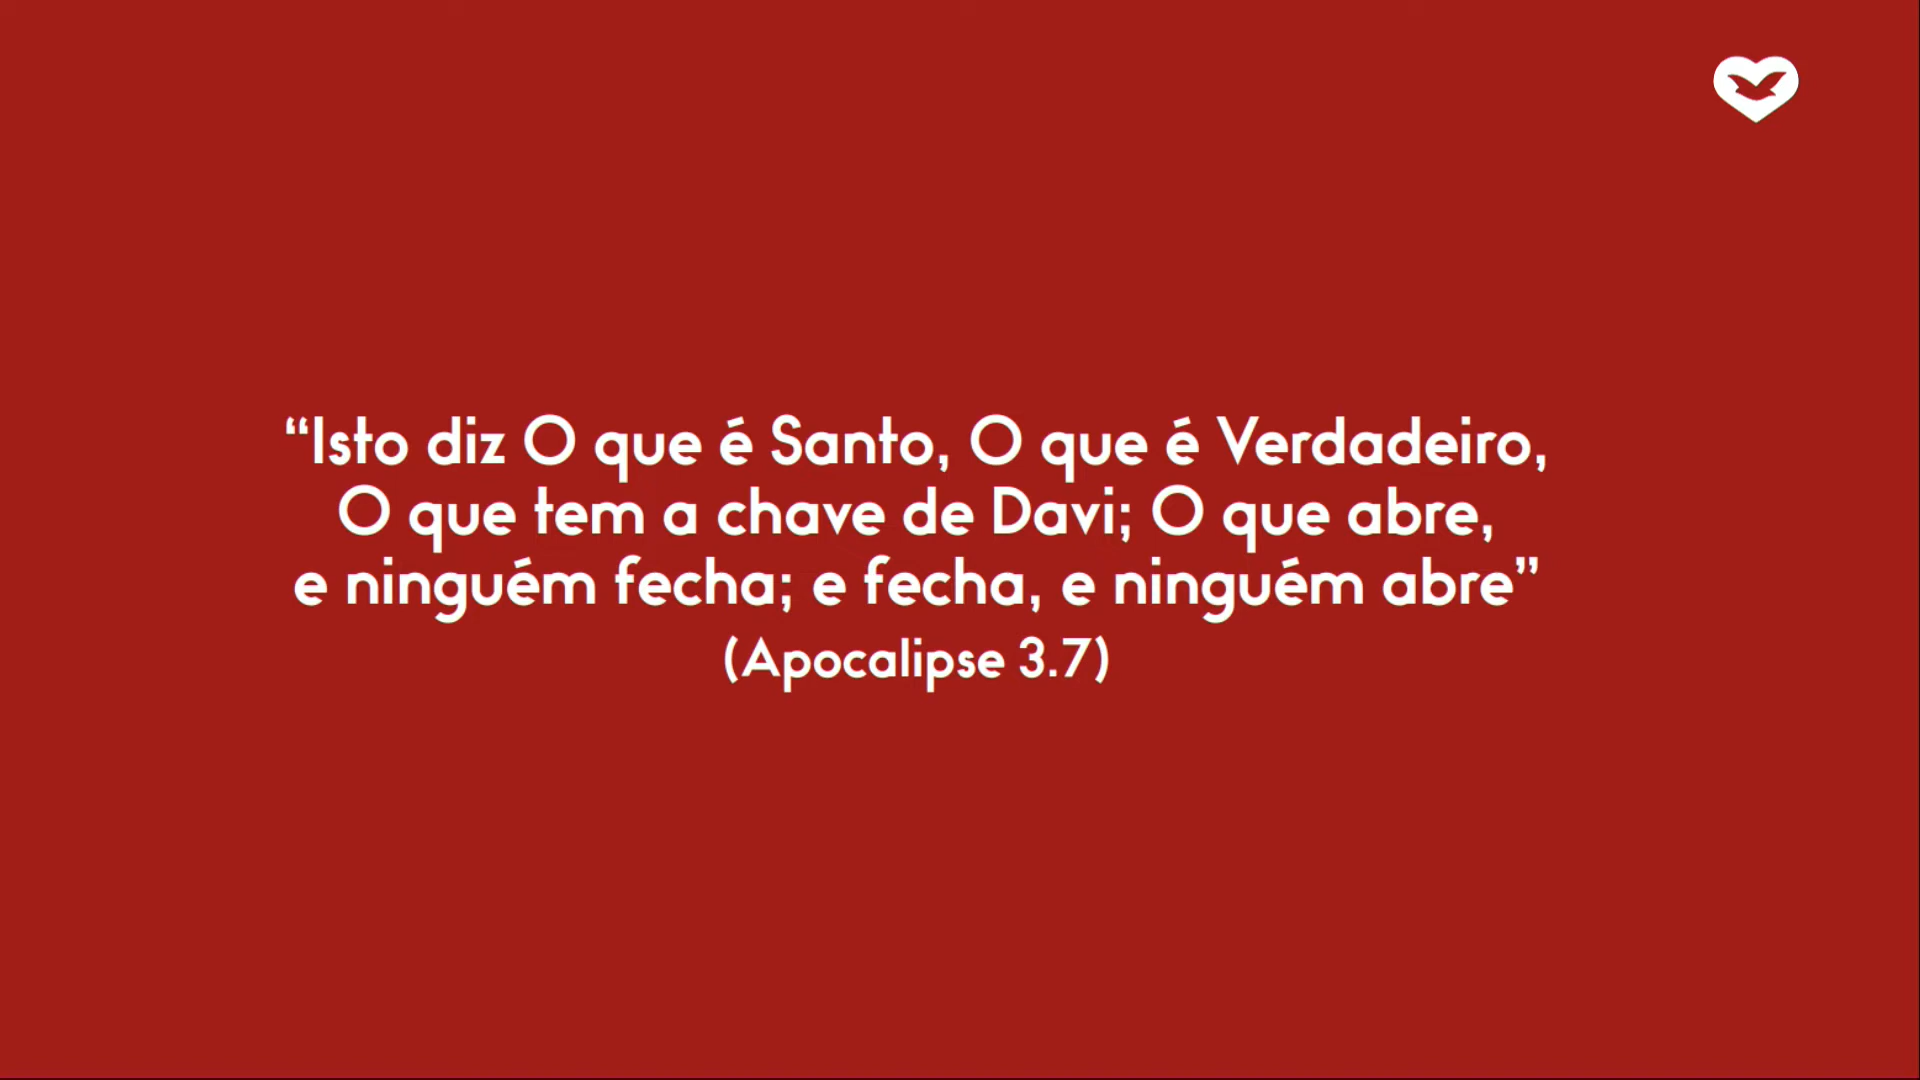 “Isto diz O que é Santo, O que é Verdadeiro,
O que tem a chave de Davi; O que abre,
e ninguém fecha; e fecha, e ninguém abre”
(Apocalipse 3.7)